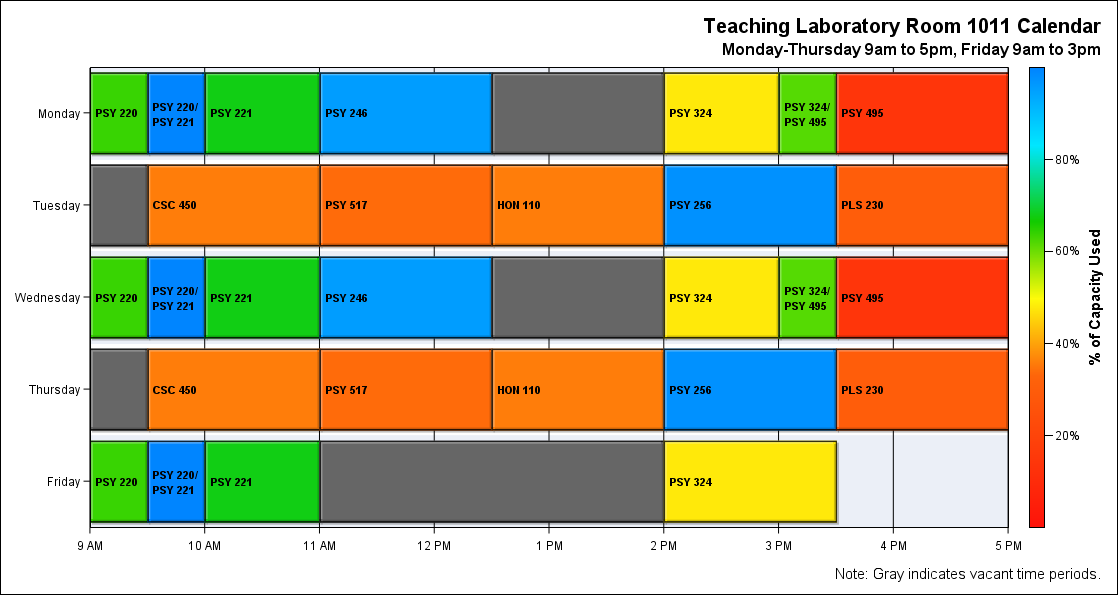 Teaching Laboratory Room 1011 Calendar
Monday-Thursday 9am to 5pm, Friday 9am to 3pm
Monday
PSY 220
PSY 220/
PSY 221
PSY 221
PSY 246
PSY 324
PSY 324/
PSY 495
PSY 495
Tuesday
CSC 450
PSY 517
HON 110
PSY 256
PLS 230
Wednesday
PSY 220
PSY 220/
PSY 221
PSY 221
PSY 246
PSY 324
PSY 324/
PSY 495
PSY 495
Thursday
CSC 450
PSY 517
HON 110
PSY 256
PLS 230
Friday
PSY 220
PSY 220/
PSY 221
PSY 221
PSY 324
9 AM
10 AM
11 AM
12 PM
1 PM
2 PM
3 PM
4 PM
5 PM
80%
60%
40%
20%
% of Capacity Used
Note: Gray indicates vacant time periods.